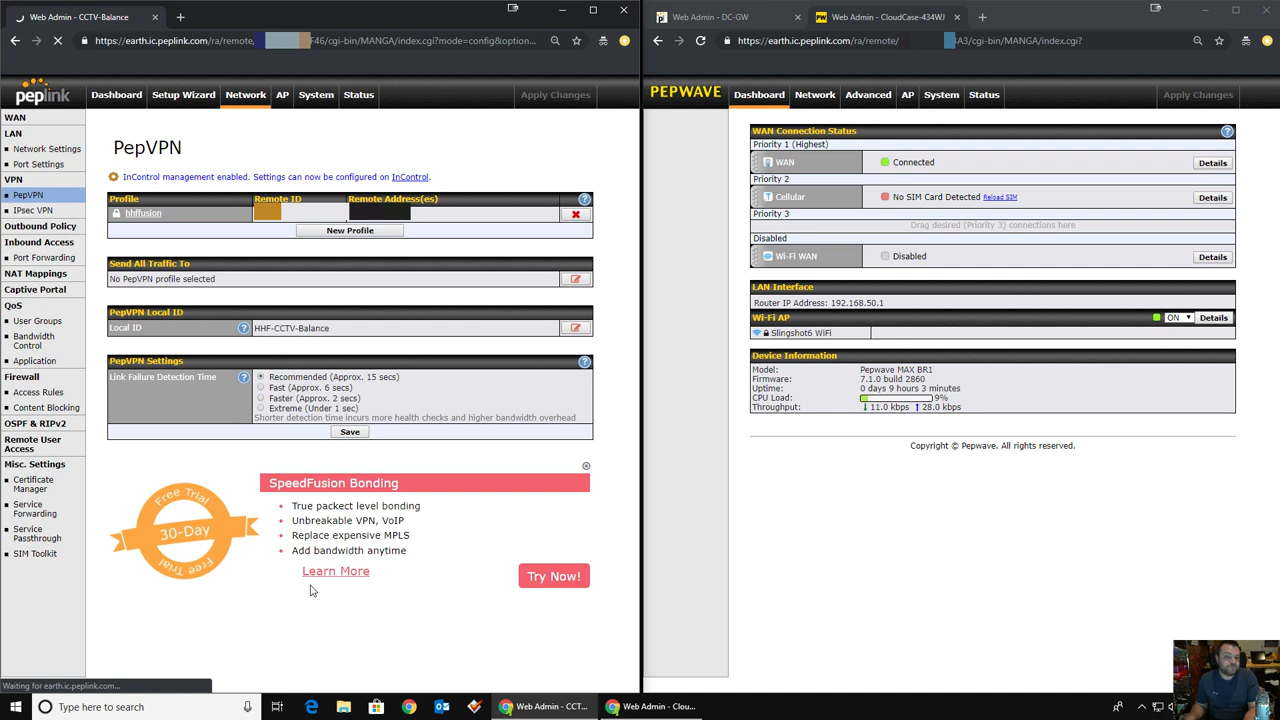 Web Admin - CCTV-Balance
https://earth.ic.peplink.com/ra/remote/ F46/cgi-bin/MANGA/index.cgi?mode=config&option...
peplink
Dashboard
Setup Wizard
Network
AP
System
Status
Apply Changes
WAN
LAN
Network Settings
Port Settings
VPN
PepVPN
IPsec VPN
Outbound Policy
Inbound Access
Port Forwarding
NAT Mappings
Captive Portal
QoS
User Groups
Bandwidth
Control
Application
Firewall
Access Rules
Content Blocking
OSPF & RIPv2
Remote User
Access
Misc. Settings
Certificate
Manager
Service
Forwarding
Service
Passthrough
SIM Toolkit
PepVPN
InControl management enabled. Settings can now be configured on InControl.
Profile Remote ID Remote Address(es)
hhffusion
New Profile
Send All Traffic To
No PepVPN profile selected
PepVPN Local ID
Local ID HHF-CCTV-Balance
PepVPN Settings
Link Failure Detection Time
Recommended (Approx. 15 secs)
Fast (Approx. 6 secs)
Faster (Approx. 2 secs)
Extreme (Under 1 sec)
Shorter detection time incurs more health checks and higher bandwidth overhead
Save
Free Trial
30-Day
Free Trial
SpeedFusion Bonding
True packect level bonding
Unbreakable VPN, VoIP
Replace expensive MPLS
Add bandwidth anytime
Learn More
Try Now!
Waiting for earth.ic.peplink.com...
Web Admin - DC-GW
Web Admin - CloudCase-434WJ
https://earth.ic.peplink.com/ra/remote/ 3A3/cgi-bin/MANGA/index.cgi?
PEPWAVE
Dashboard
Network
Advanced
AP
System
Status
Apply Changes
WAN Connection Status
Priority 1 (Highest)
WAN Connected Details
Priority 2
Cellular No SIM Card Detected Reload SIM Details
Priority 3
Drag desired (Priority 3) connections here
Disabled
Wi-Fi WAN Disabled Details
LAN Interface
Router IP Address: 192.168.50.1
Wi-Fi AP ON Details
Slingshot6 WiFi
Device Information
Model: Pepwave MAX BR1
Firmware: 7.1.0 build 2860
Uptime: 0 days 9 hours 3 minutes
CPU Load: 9%
Throughput: 11.0 kbps 28.0 kbps
Copyright © Pepwave. All rights reserved.
Type here to search
Web Admin - CCT...
Web Admin - Clou...